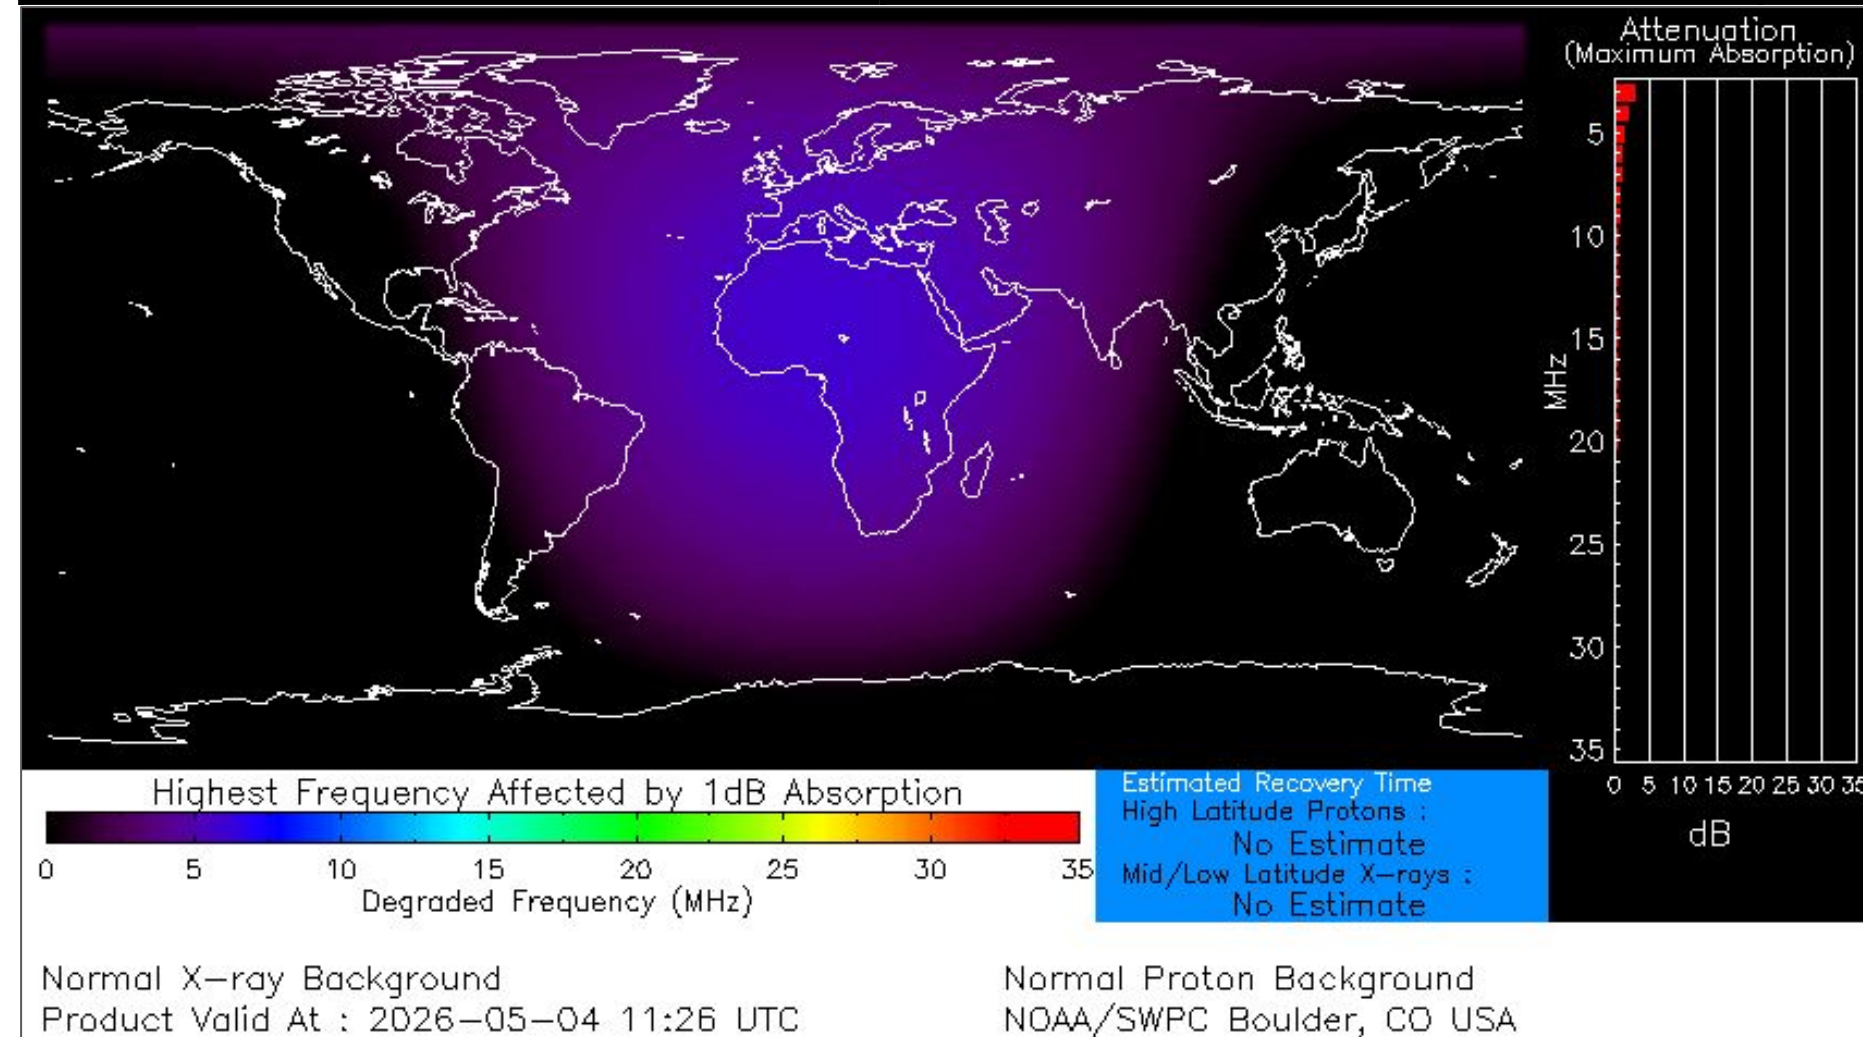 Attenuation
(Maximum Absorption)
5
10
15
20
25
30
35
MHz
0 5 10 15 20 25 30 35
dB
Highest Frequency Affected by 1dB Absorption
0 5 10 15 20 25 30 35
Degraded Frequency (MHz)
Estimated Recovery Time
High Latitude Protons :
No Estimate
Mid/Low Latitude X-rays :
No Estimate
Normal X-ray Background
Normal Proton Background
Product Valid At : 2026-05-04 11:26 UTC
NOAA/SWPC Boulder, CO USA